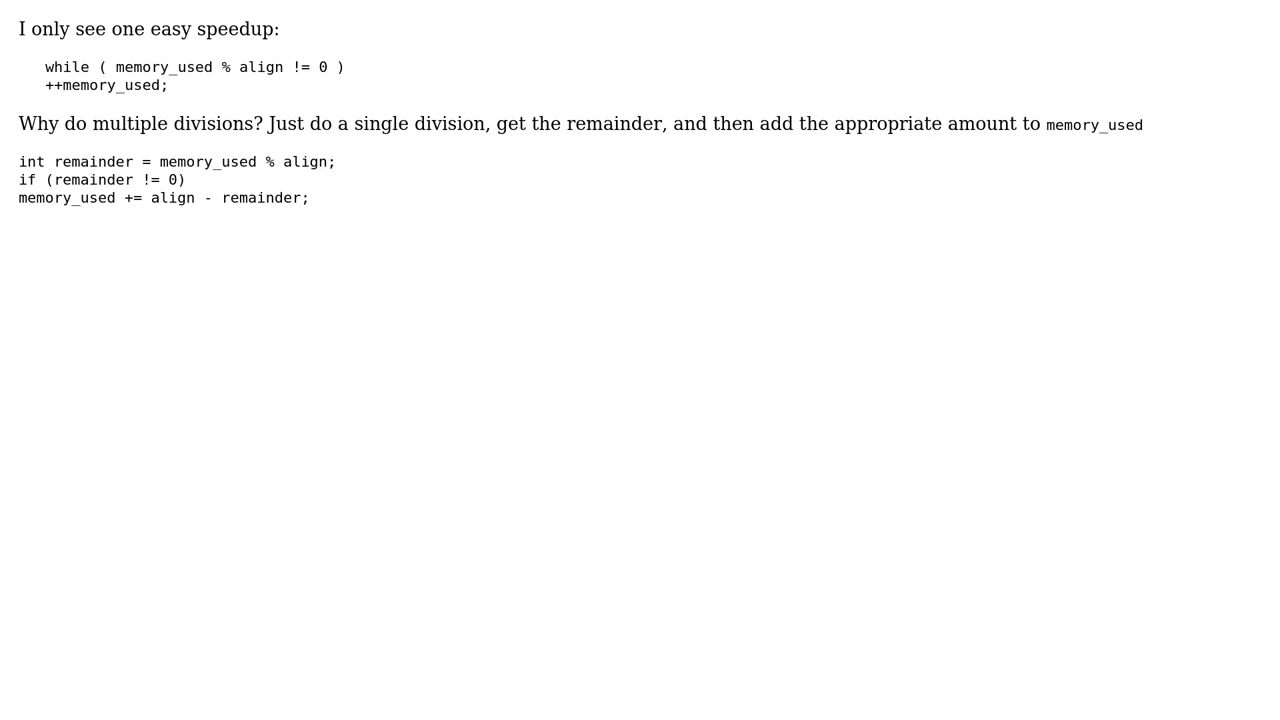 I only see one easy speedup:
while ( memory_used % align != 0 )
++memory_used;
Why do multiple divisions? Just do a single division, get the remainder, and then add the appropriate amount to memory_used
int remainder = memory_used % align;
if (remainder != 0)
memory_used += align - remainder;